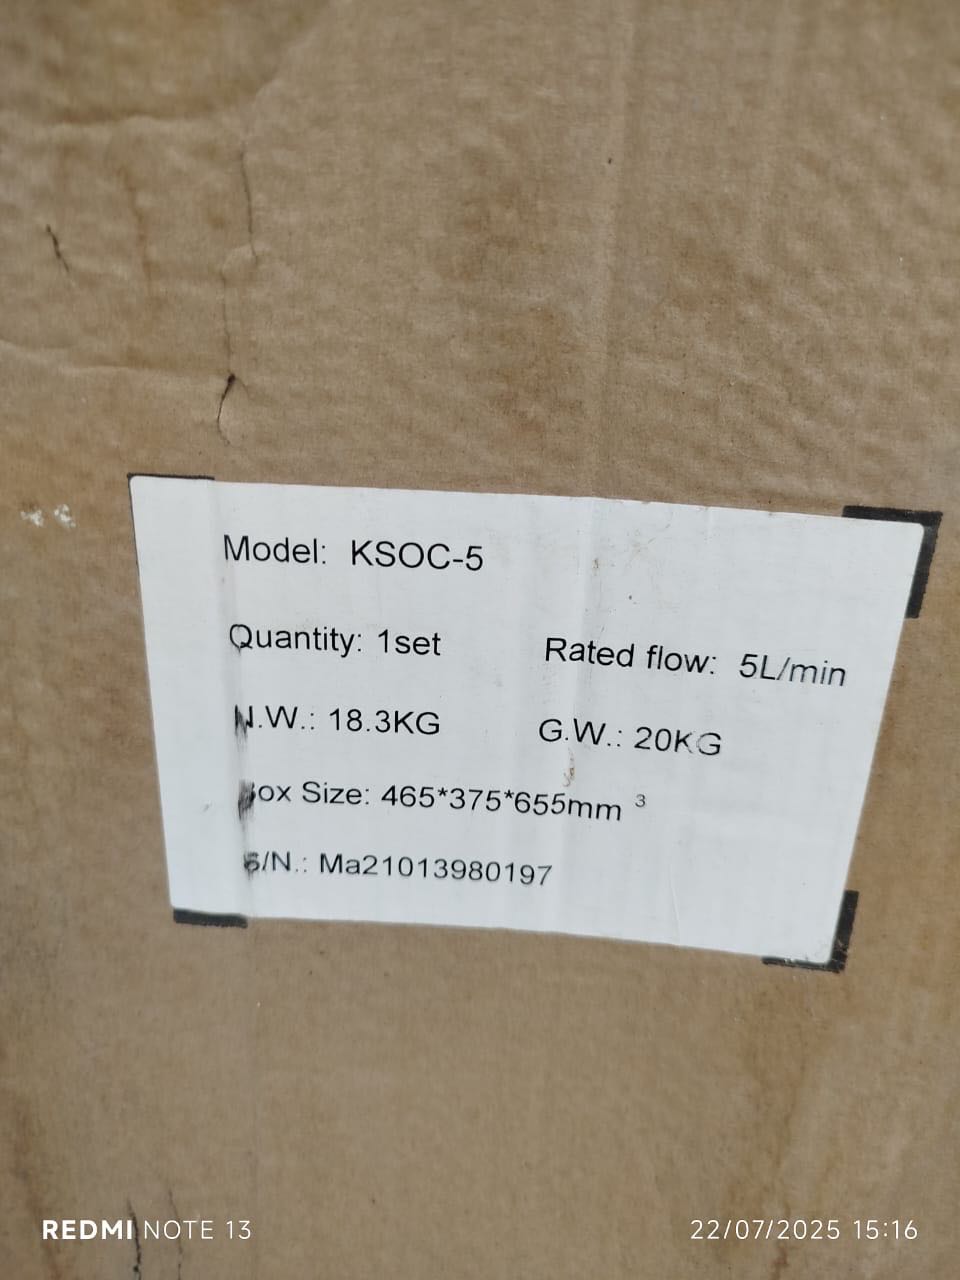 Model: KSOC-5
Quantity: 1set Rated flow: 5L/min
N.W.: 18.3KG G.W.: 20KG
Box Size: 465*375*655mm ³
S/N.: Ma21013980197
REDMI NOTE 13 22/07/2025 15:16